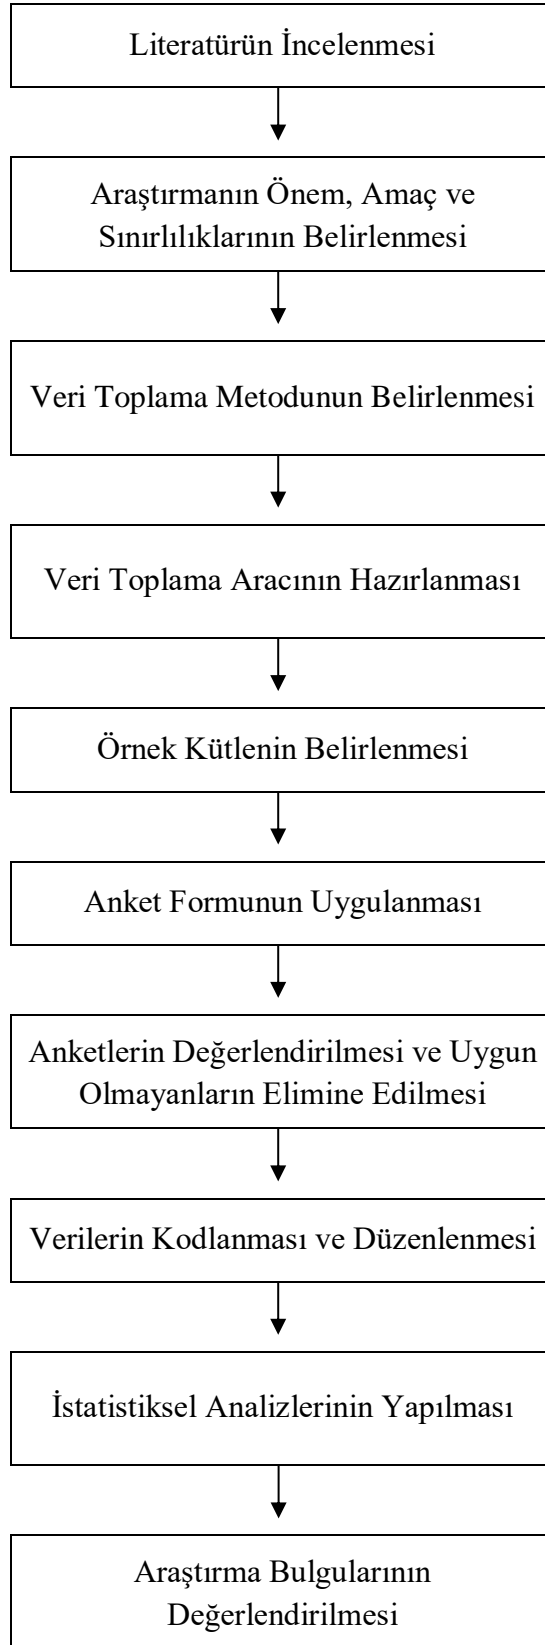 Literatürün İncelenmesi
Araştırmanın Önem, Amaç ve
Sınırlılıklarının Belirlenmesi
Veri Toplama Metodunun Belirlenmesi
Veri Toplama Aracının Hazırlanması
Örnek Kütlenin Belirlenmesi
Anket Formunun Uygulanması
Anketlerin Değerlendirilmesi ve Uygun
Olmayanların Elimine Edilmesi
Verilerin Kodlanması ve Düzenlenmesi
İstatistiksel Analizlerinin Yapılması
Araştırma Bulgularının
Değerlendirilmesi